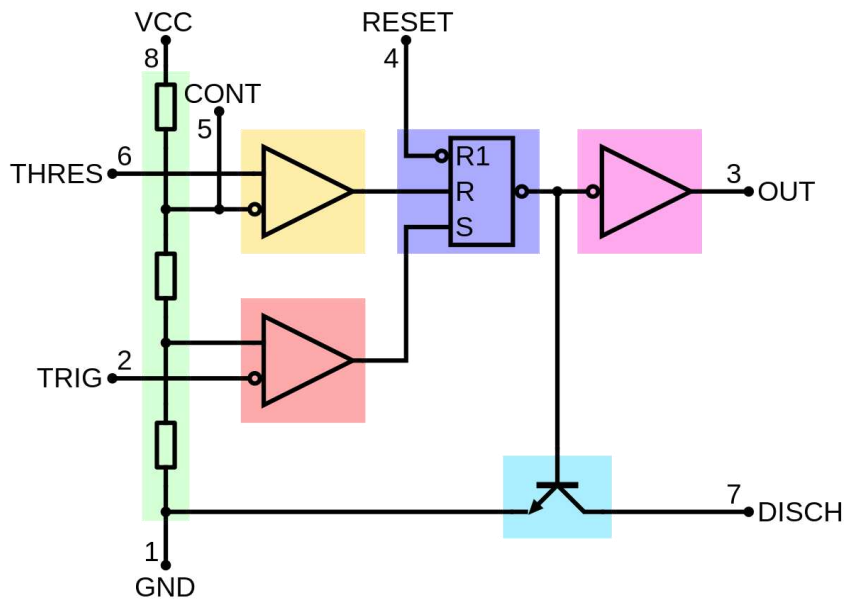 VCC
RESET
8
4
CONT
5
6
THRES
R1
R
S
3
OUT
2
TRIG
7
DISCH
1
GND